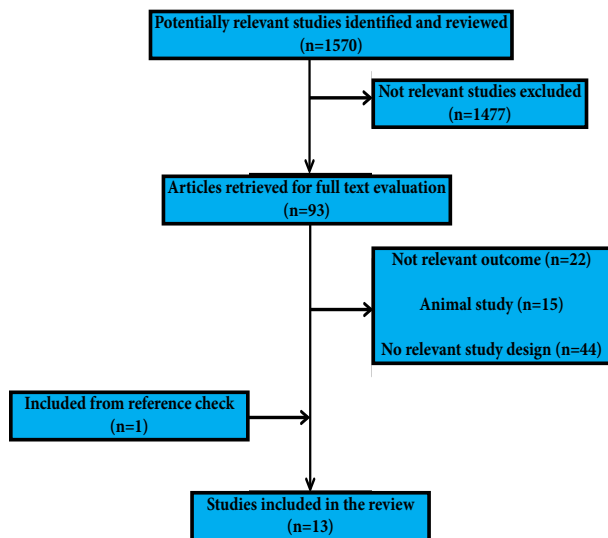 Potentially relevant studies identified and reviewed
(n=1570)
Not relevant studies excluded
(n=1477)
Articles retrieved for full text evaluation
(n=93)
Not relevant outcome (n=22)
Animal study (n=15)
No relevant study design (n=44)
Included from reference check
(n=1)
Studies included in the review
(n=13)